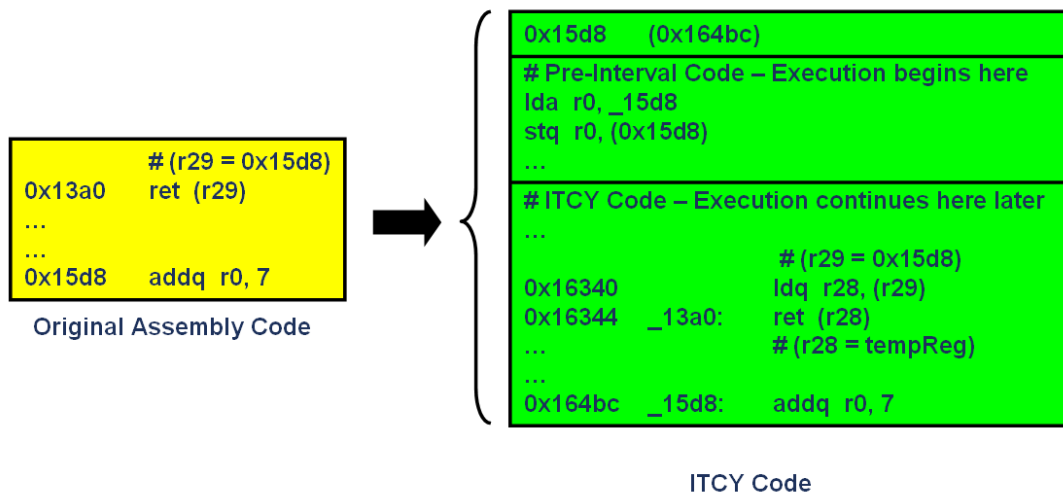 # (r29 = 0x15d8)
0x13a0 ret (r29)
...
...
0x15d8 addq r0, 7
Original Assembly Code
0x15d8 (0x164bc)
# Pre-Interval Code – Execution begins here
lda r0, _15d8
stq r0, (0x15d8)
...
# ITCY Code – Execution continues here later
...
# (r29 = 0x15d8)
0x16340 ldq r28, (r29)
0x16344 _13a0: ret (r28)
... # (r28 = tempReg)
...
0x164bc _15d8: addq r0, 7
ITCY Code